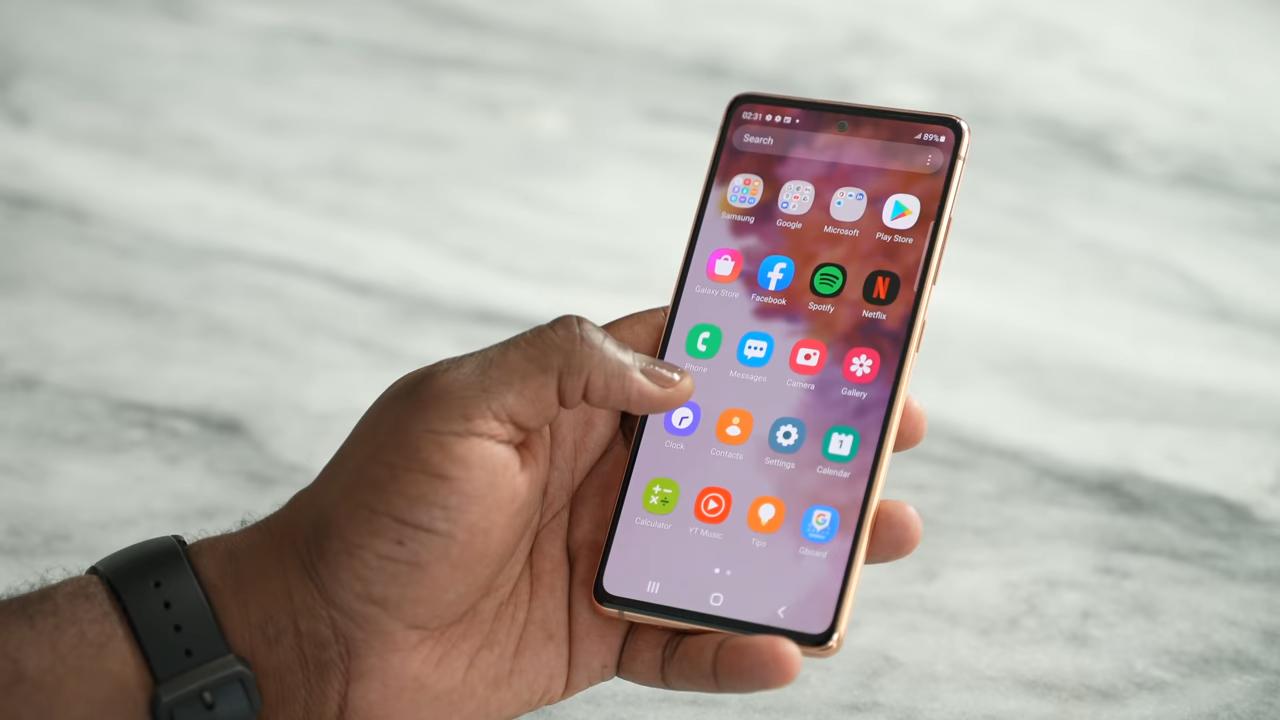 02:31 89%
Search
Samsung Google Microsoft Play Store
Galaxy Store Facebook Spotify Netflix
Phone Messages Camera Gallery
Clock Contacts Settings Calendar
Calculator YT Music Tips Gboard